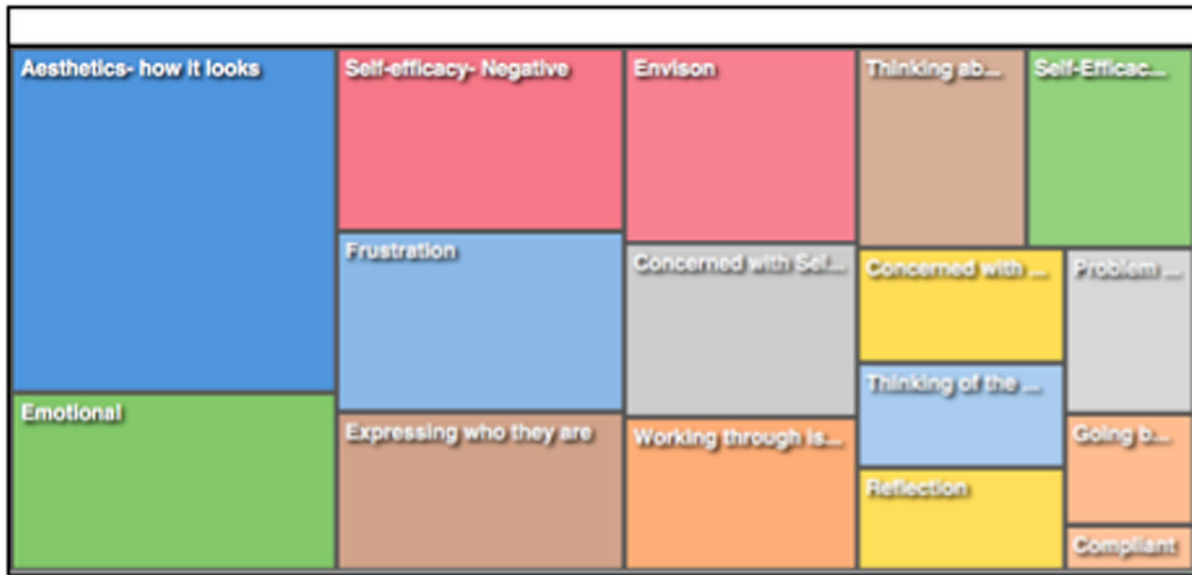 Aesthetics- how it looks
Emotional
Self-efficacy- Negative
Frustration
Expressing who they are
Envison
Concerned with Sel...
Working through is...
Thinking ab...
Self-Efficac...
Concerned with ...
Thinking of the ...
Reflection
Problem ...
Going b...
Compliant